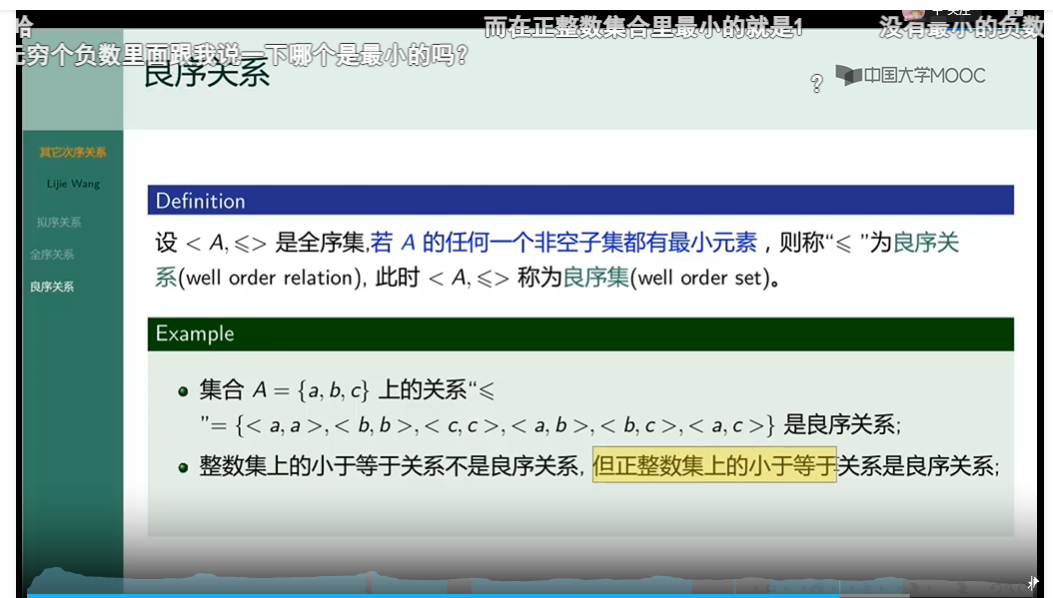 哈
而在正整数集合里最小的就是1
没有最小的负数
无穷个负数里面跟我说一下哪个是最小的吗?
良序关系
?
中国大学MOOC
其它次序关系
Lijie Wang
拟序关系
全序关系
良序关系
Definition
设 < A, ⩽> 是全序集,若 A 的任何一个非空子集都有最小元素，则称“⩽ ”为良序关
系(well order relation), 此时 < A, ⩽> 称为良序集(well order set)。
Example
集合 A = {a, b, c} 上的关系“⩽
”= {< a, a >, < b, b >, < c, c >, < a, b >, < b, c >, < a, c >} 是良序关系;
整数集上的小于等于关系不是良序关系, 但正整数集上的小于等于关系是良序关系;